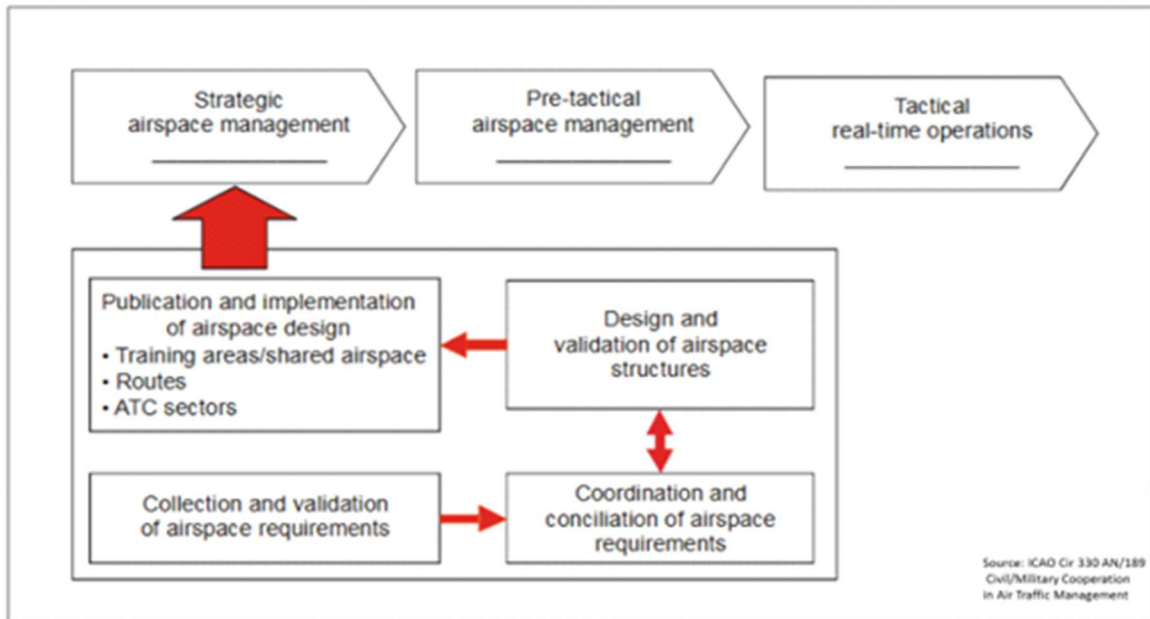 Strategic
airspace management
Pre-tactical
airspace management
Tactical
real-time operations
Publication and implementation
of airspace design
• Training areas/shared airspace
• Routes
• ATC sectors
Design and
validation of airspace
structures
Collection and validation
of airspace requirements
Coordination and
conciliation of airspace
requirements
Source: ICAO Cir 330 AN/189
Civil/Military Cooperation
in Air Traffic Management